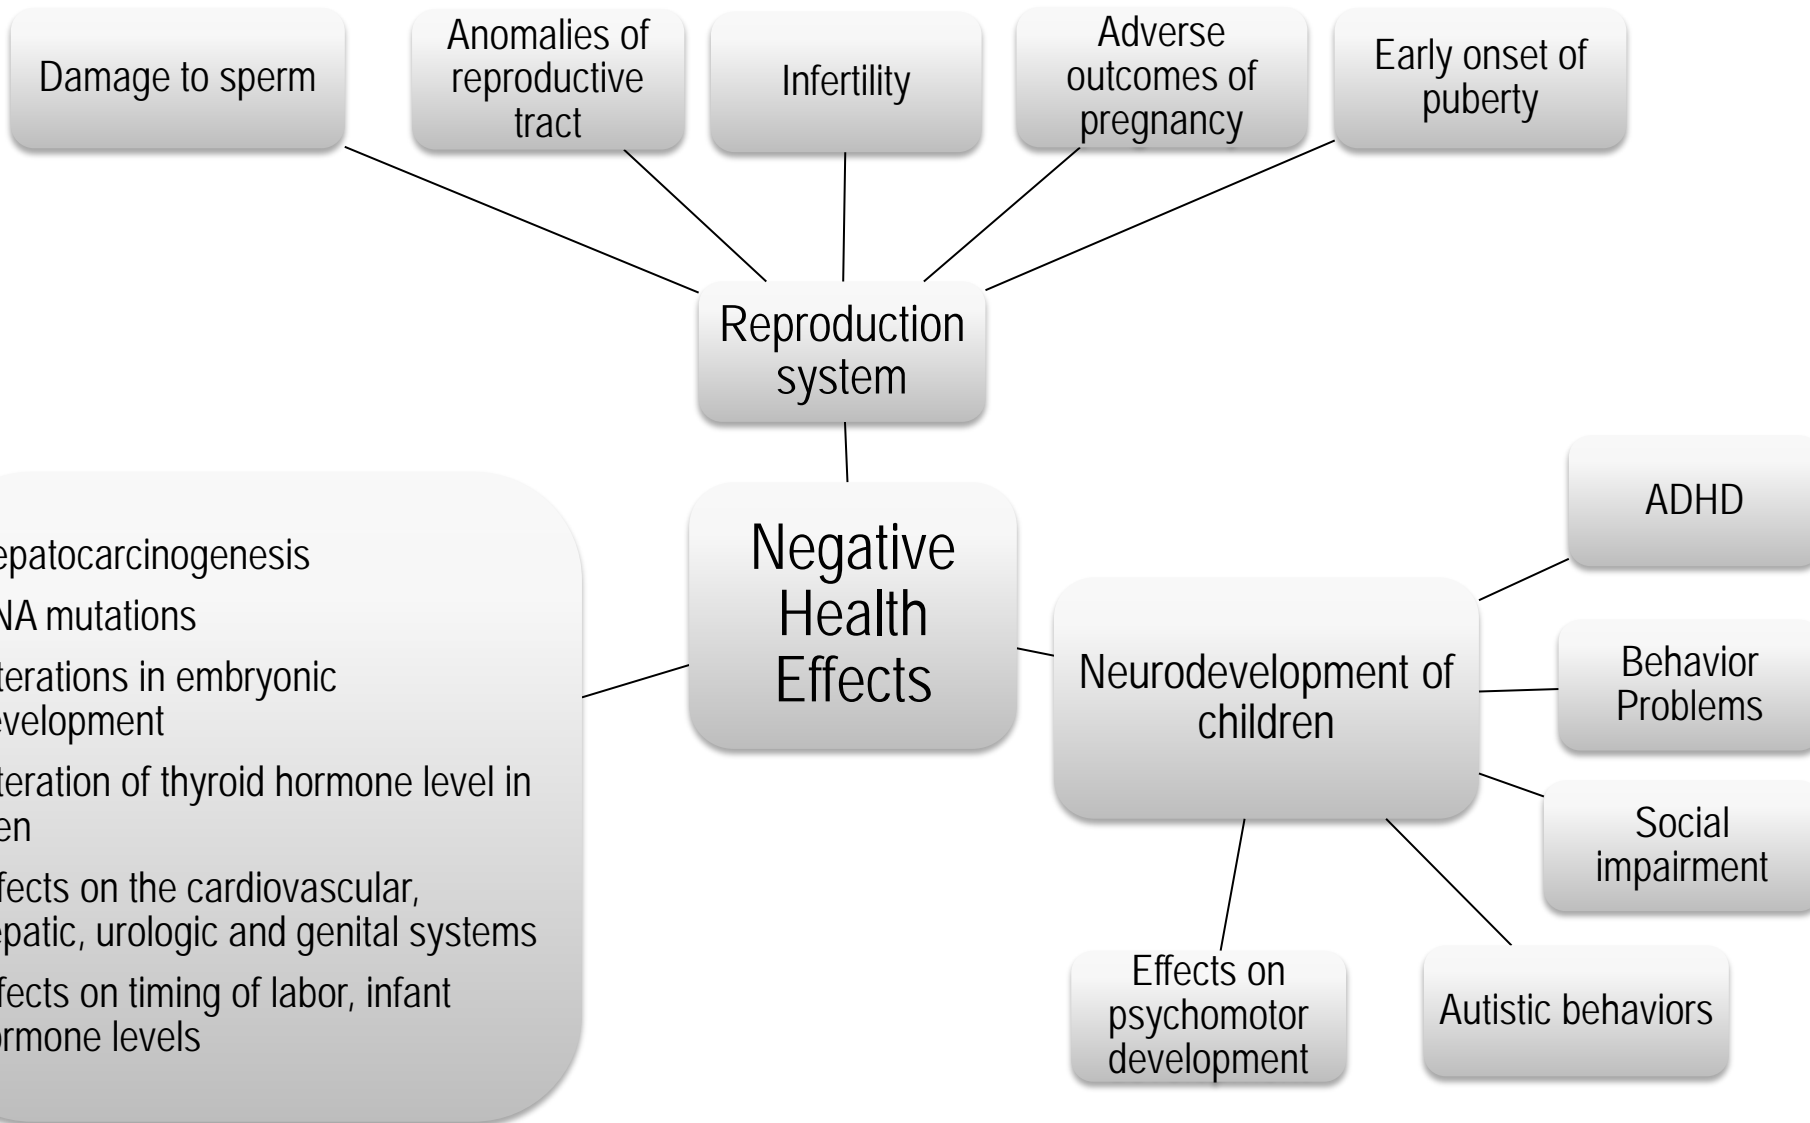 Damage to sperm
Anomalies of
reproductive
tract
Infertility
Adverse
outcomes of
pregnancy
Early onset of
puberty
Reproduction
system
Negative
Health
Effects
epatocarcinogenesis
NA mutations
terations in embryonic
evelopment
teration of thyroid hormone level in
en
fects on the cardiovascular,
epatic, urologic and genital systems
fects on timing of labor, infant
ormone levels
Neurodevelopment of
children
ADHD
Behavior
Problems
Social
impairment
Autistic behaviors
Effects on
psychomotor
development